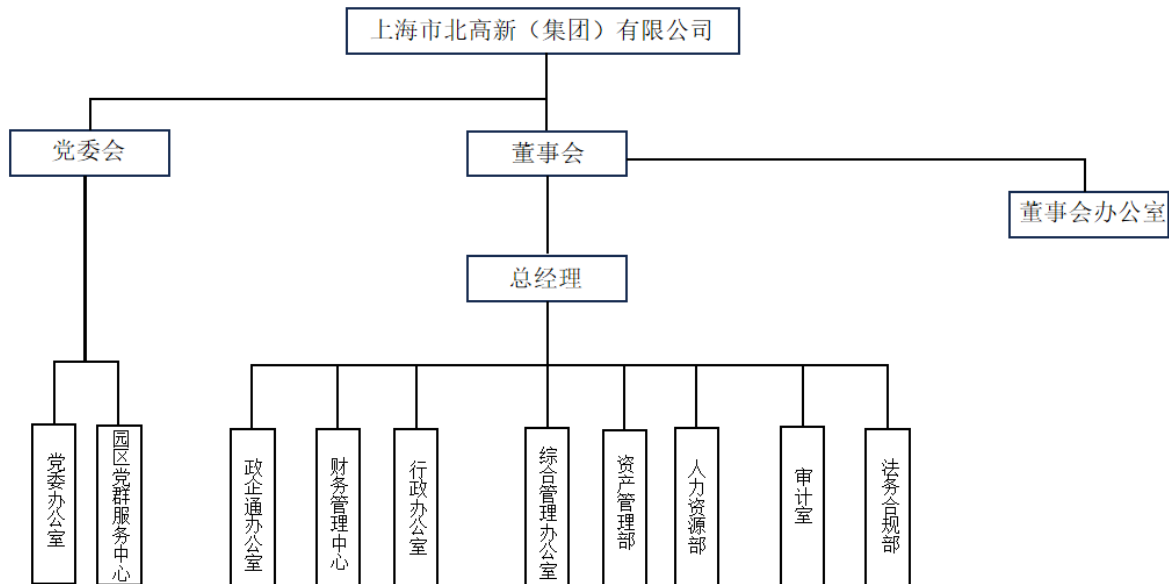 上海市北高新（集团）有限公司
党委会
董事会
董事会办公室
总经理
党委办公室
园区党群服务中心
政企通办公室
财务管理中心
行政办公室
综合管理办公室
资产管理部
人力资源部
审计室
法务合规部